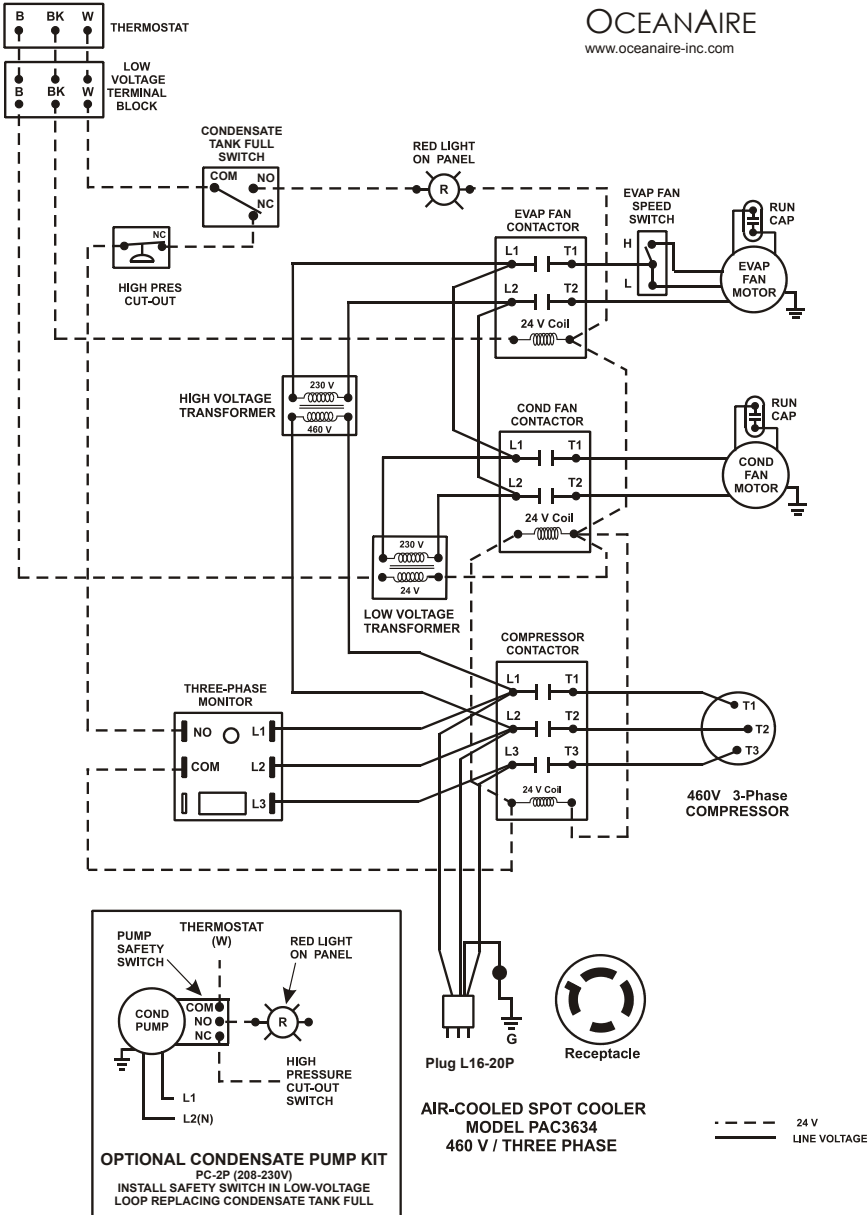 OCEANAIRE
www.oceanaire-inc.com
B BK W
THERMOSTAT
LOW
VOLTAGE
TERMINAL
BLOCK
B BK W
CONDENSATE
TANK FULL
SWITCH
COM NO
NC
RED LIGHT
ON PANEL
R
NC
HIGH PRES
CUT-OUT
EVAP FAN
CONTACTOR
L1 T1
L2 T2
24 V Coil
EVAP FAN
SPEED
SWITCH
H
L
RUN
CAP
EVAP
FAN
MOTOR
HIGH VOLTAGE
TRANSFORMER
230 V
460 V
COND FAN
CONTACTOR
L1 T1
L2 T2
24 V Coil
RUN
CAP
COND
FAN
MOTOR
230 V
24 V
LOW VOLTAGE
TRANSFORMER
COMPRESSOR
CONTACTOR
L1 T1
L2 T2
L3 T3
24 V Coil
T1
T2
T3
460V 3-Phase
COMPRESSOR
THREE-PHASE
MONITOR
NO L1
COM L2
L3
PUMP
SAFETY
SWITCH
THERMOSTAT
(W)
RED LIGHT
ON PANEL
COND
PUMP
COM
NO
NC
R
HIGH
PRESSURE
CUT-OUT
SWITCH
L1
L2(N)
OPTIONAL CONDENSATE PUMP KIT
PC-2P (208-230V)
INSTALL SAFETY SWITCH IN LOW-VOLTAGE
LOOP REPLACING CONDENSATE TANK FULL
G
Plug L16-20P
Receptacle
AIR-COOLED SPOT COOLER
MODEL PAC3634
460 V / THREE PHASE
24 V
LINE VOLTAGE